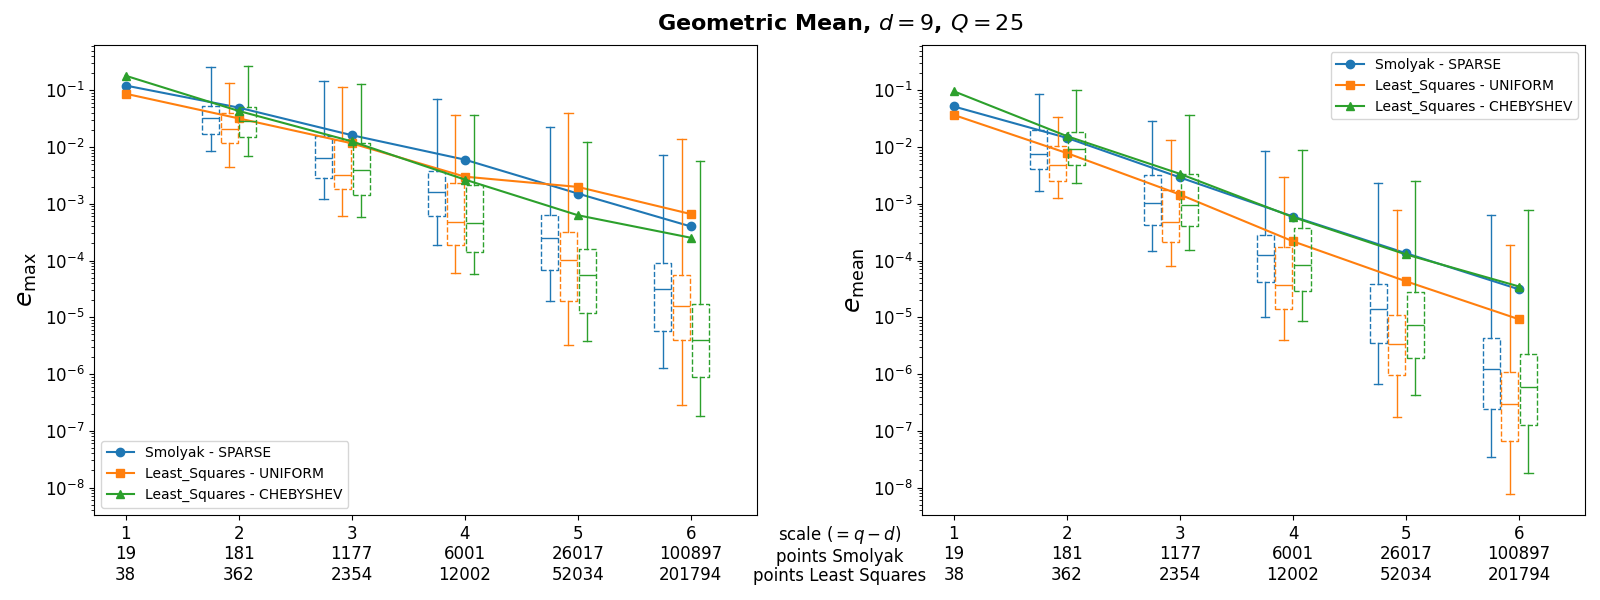 Geometric Mean, d = 9, Q = 25
e_max
10⁻¹
10⁻²
10⁻³
10⁻⁴
10⁻⁵
10⁻⁶
10⁻⁷
10⁻⁸
Smolyak - SPARSE
Least_Squares - UNIFORM
Least_Squares - CHEBYSHEV
1 2 3 4 5 6
19 181 1177 6001 26017 100897
38 362 2354 12002 52034 201794
scale (= q − d)
points Smolyak
points Least Squares
e_mean
10⁻¹
10⁻²
10⁻³
10⁻⁴
10⁻⁵
10⁻⁶
10⁻⁷
10⁻⁸
Smolyak - SPARSE
Least_Squares - UNIFORM
Least_Squares - CHEBYSHEV
1 2 3 4 5 6
19 181 1177 6001 26017 100897
38 362 2354 12002 52034 201794